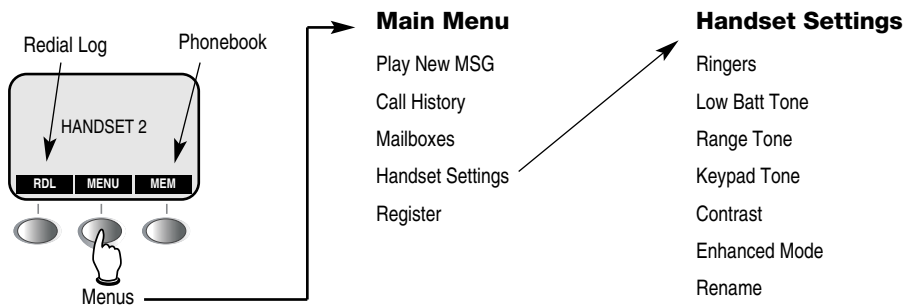 Redial Log
Phonebook
HANDSET 2
RDL MENU MEM
Menus
Main Menu
Play New MSG
Call History
Mailboxes
Handset Settings
Register
Handset Settings
Ringers
Low Batt Tone
Range Tone
Keypad Tone
Contrast
Enhanced Mode
Rename